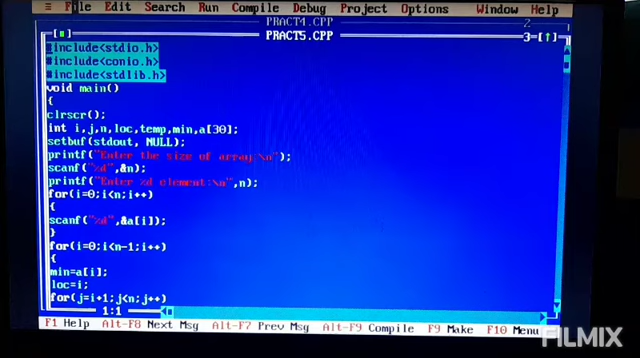 ≡ File Edit Search Run Compile Debug Project Options Window Help
PRACT4.CPP 2
[■] PRACT5.CPP 3=[↑]
#include<stdio.h>
#include<conio.h>
#include<stdlib.h>
void main()
{
clrscr();
int i,j,n,loc,temp,min,a[30];
setbuf(stdout, NULL);
printf("Enter the size of array:\n");
scanf("%d",&n);
printf("Enter %d element:\n",n);
for(i=0;i<n;i++)
{
scanf("%d",&a[i]);
}
for(i=0;i<n-1;i++)
{
min=a[i];
loc=i;
for(j=i+1;j<n;j++)
1:1
F1 Help Alt-F8 Next Msg Alt-F7 Prev Msg Alt-F9 Compile F9 Make F10 Menu
FILMIX